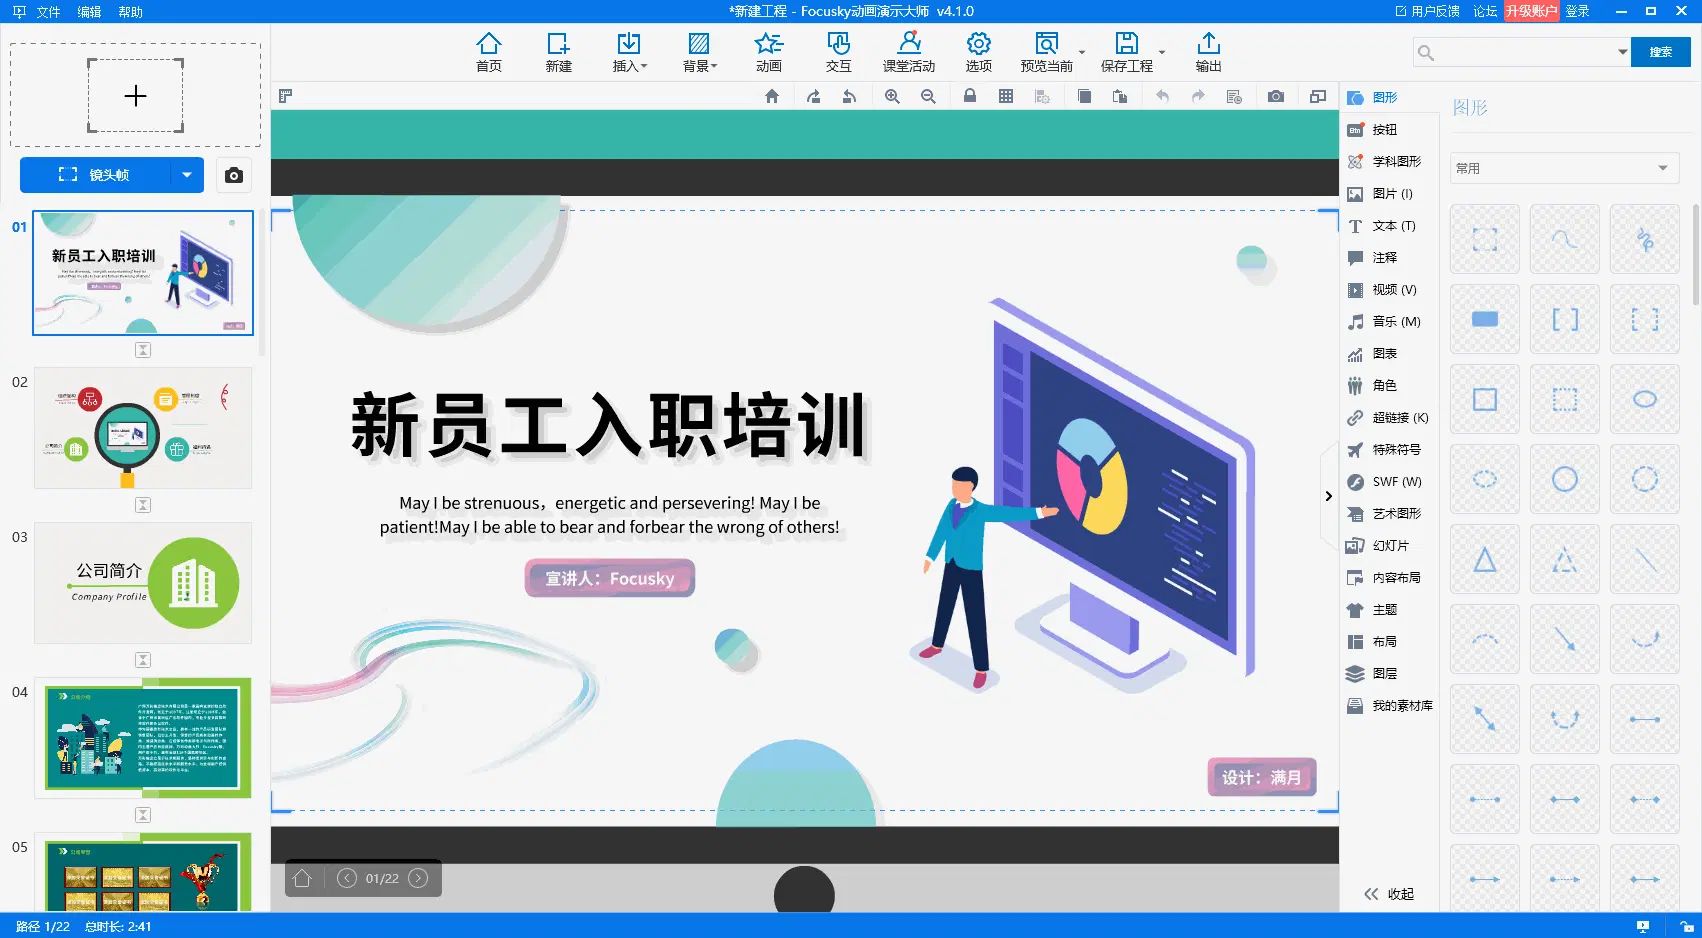 文件 编辑 帮助
*新建工程 - Focusky动画演示大师 v4.1.0
用户反馈 论坛 升级账户 登录
首页 新建 插入 背景 动画 交互 课堂活动 选项 预览当前 保存工程 输出
搜索
镜头帧
01
新员工入职培训
02
03
公司简介
Company Profile
04
05
新员工入职培训
May I be strenuous，energetic and persevering! May I be
patient!May I be able to bear and forbear the wrong of others!
宣讲人：Focusky
设计：满月
01/22
图形
按钮
学科图形
图片 (I)
文本 (T)
注释
视频 (V)
音乐 (M)
图表
角色
超链接 (K)
特殊符号
SWF (W)
艺术图形
幻灯片
内容布局
主题
布局
图层
我的素材库
收起
图形
常用
路径 1/22 总时长: 2:41